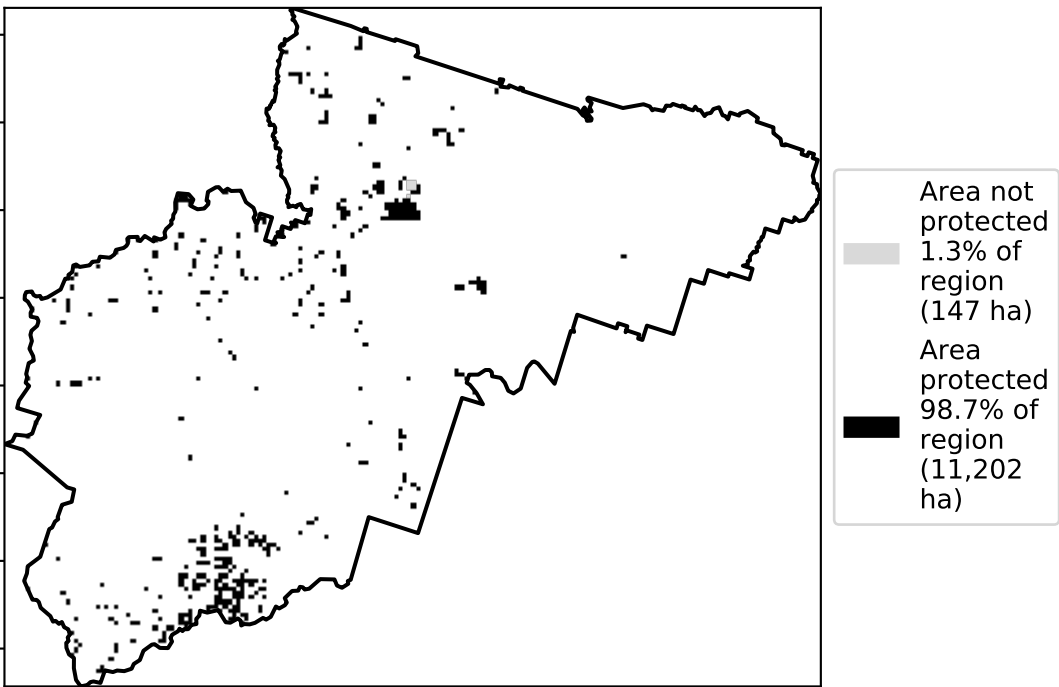 Area not
protected
1.3% of
region
(147 ha)
Area
protected
98.7% of
region
(11,202
ha)